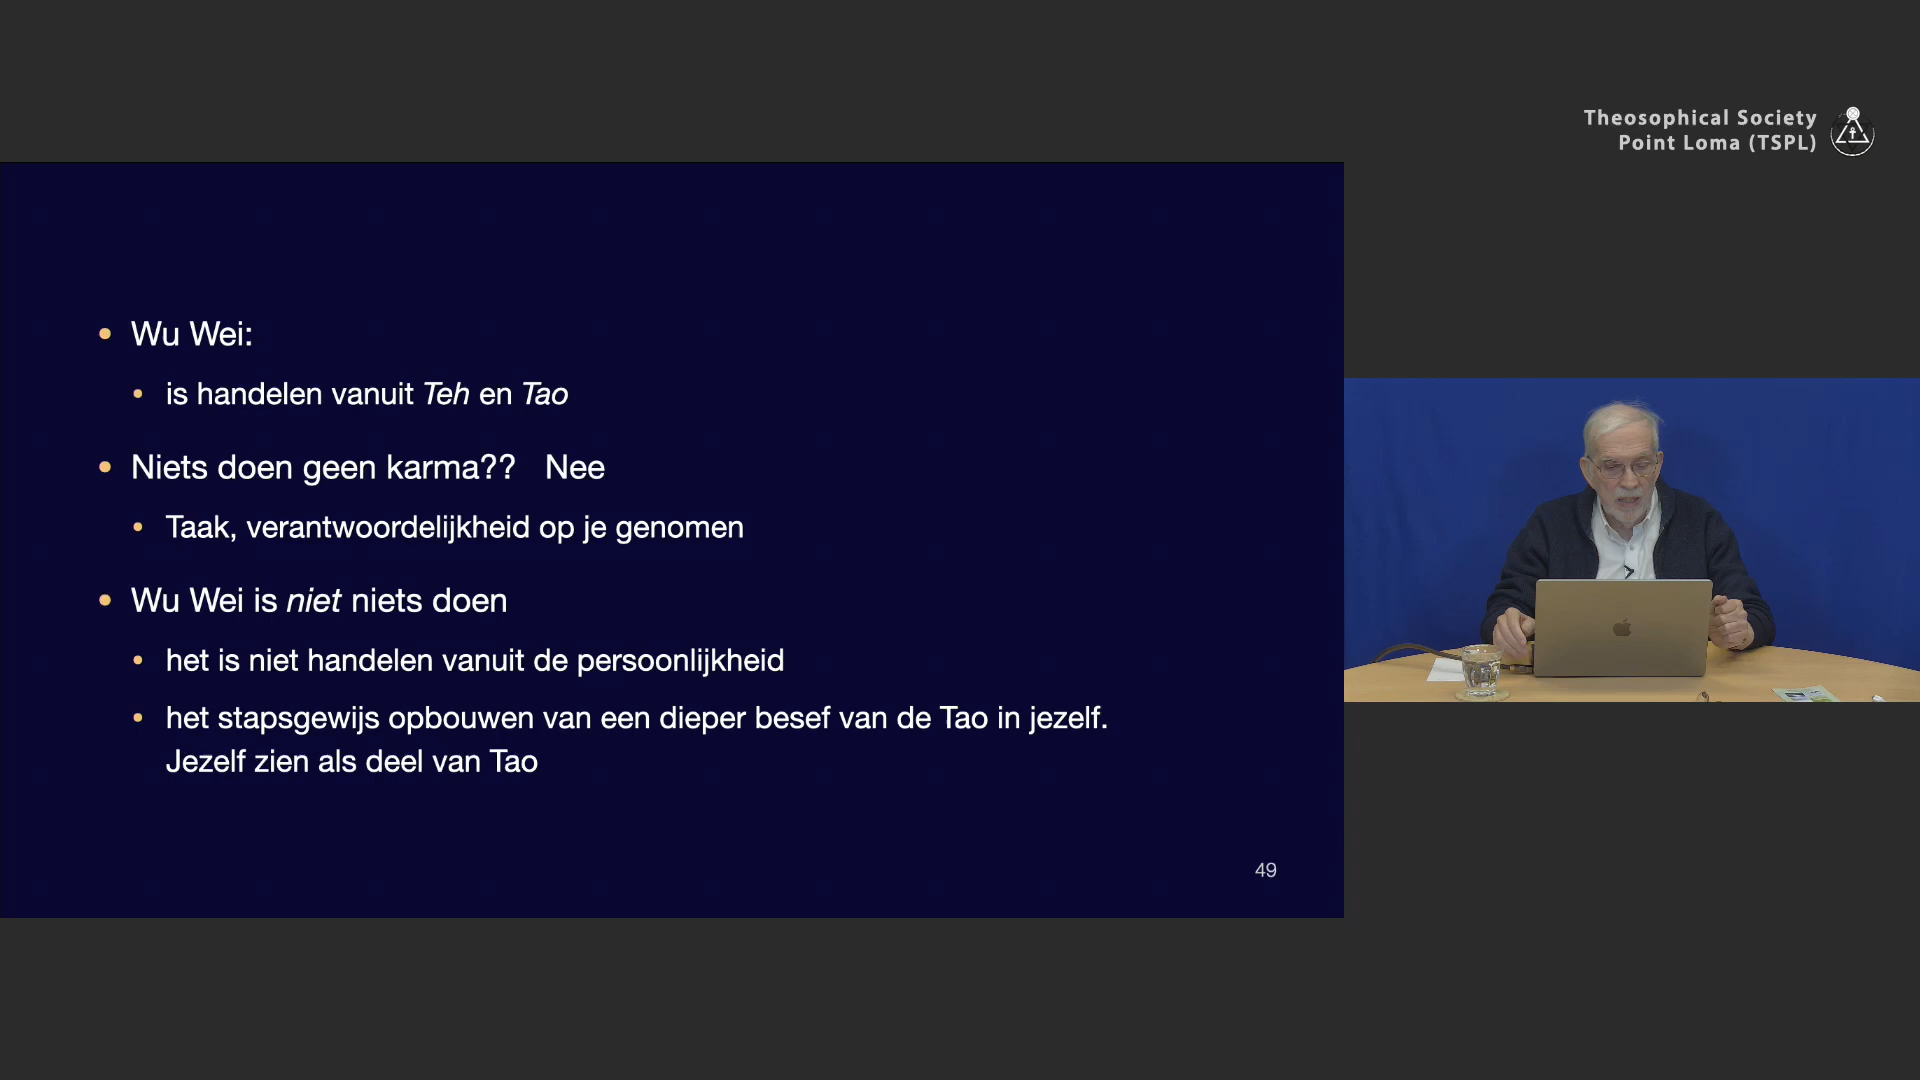 Theosophical Society
Point Loma (TSPL)
Wu Wei:
is handelen vanuit Teh en Tao
Niets doen geen karma?? Nee
Taak, verantwoordelijkheid op je genomen
Wu Wei is niet niets doen
het is niet handelen vanuit de persoonlijkheid
het stapsgewijs opbouwen van een dieper besef van de Tao in jezelf.
Jezelf zien als deel van Tao
49